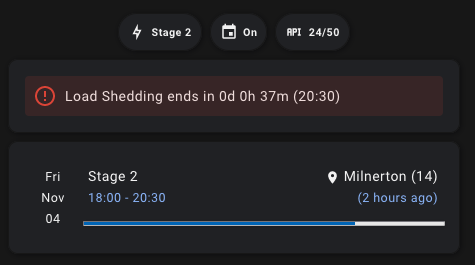 Stage 2
On
API 24/50
Load Shedding ends in 0d 0h 37m (20:30)
Fri
Nov
04
Stage 2
18:00 - 20:30
Milnerton (14)
(2 hours ago)